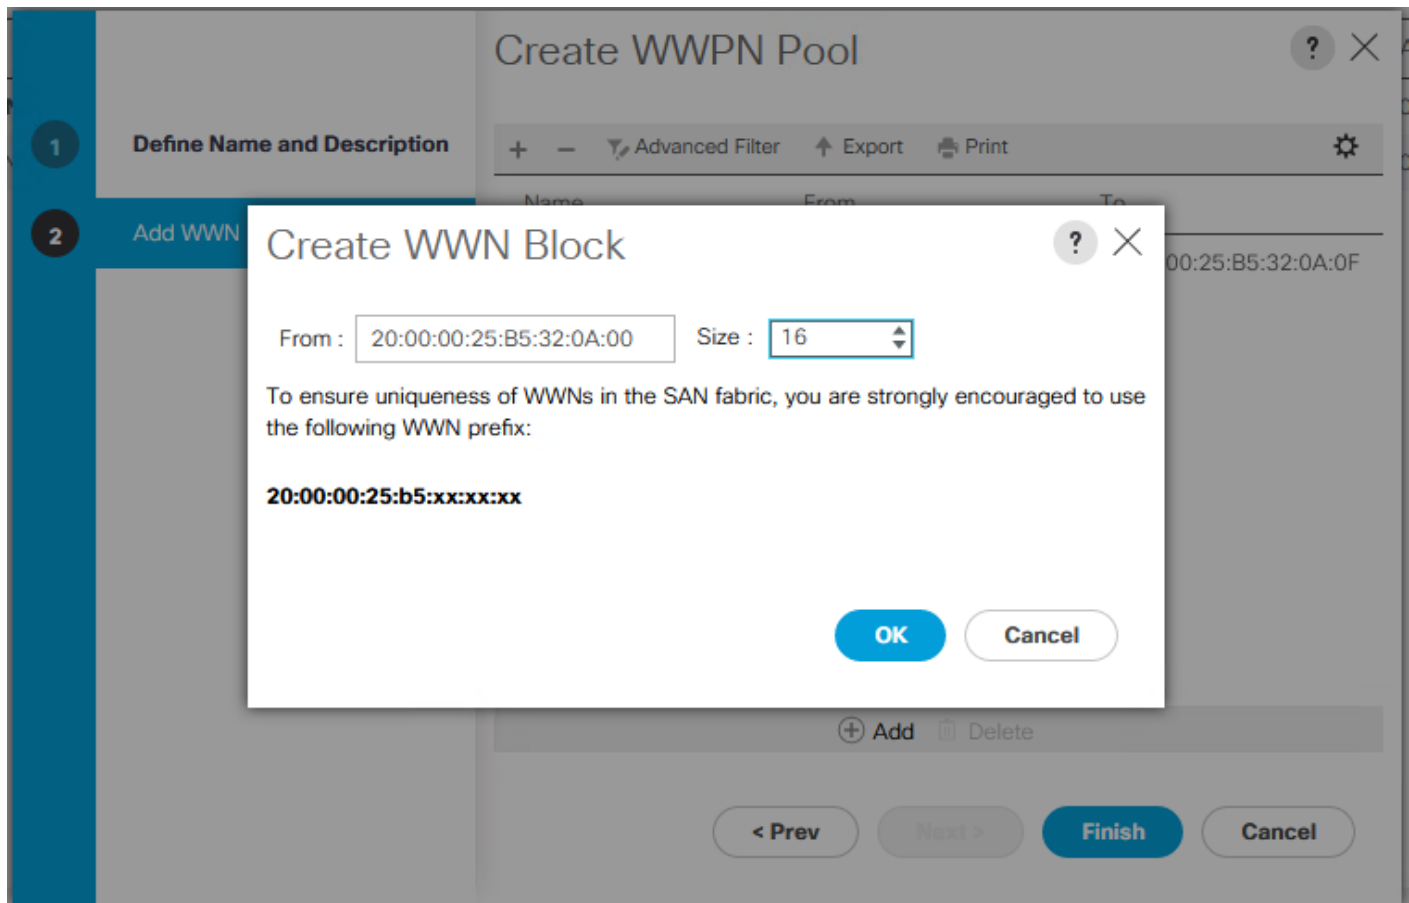 Create WWPN Pool
?
1
Define Name and Description
+ − Advanced Filter Export Print
Name From To
2
Add WWN
00:25:B5:32:0A:0F
Create WWN Block
?
From : 20:00:00:25:B5:32:0A:00 Size : 16
To ensure uniqueness of WWNs in the SAN fabric, you are strongly encouraged to use
the following WWN prefix:
20:00:00:25:b5:xx:xx:xx
OK Cancel
Add Delete
< Prev Next > Finish Cancel